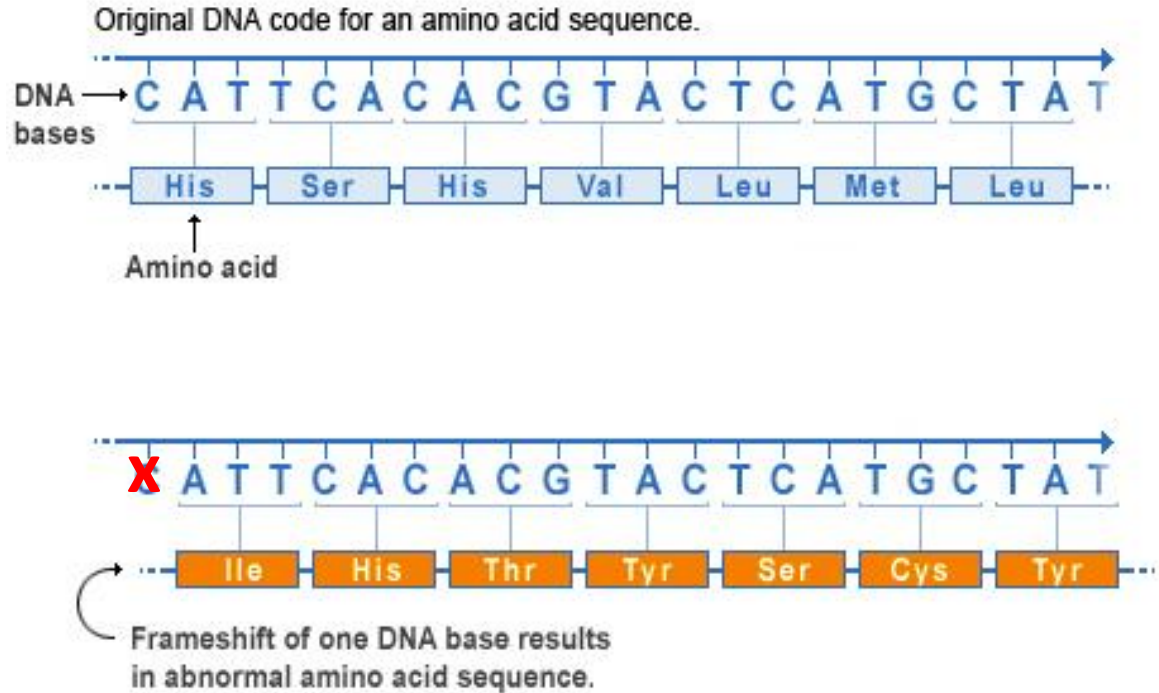 Original DNA code for an amino acid sequence.
DNA bases
C A T T C A C A C G T A C T C A T G C T A T
His Ser His Val Leu Met Leu
Amino acid
X A T T C A C A C G T A C T C A T G C T A T
Ile His Thr Tyr Ser Cys Tyr
Frameshift of one DNA base results
in abnormal amino acid sequence.